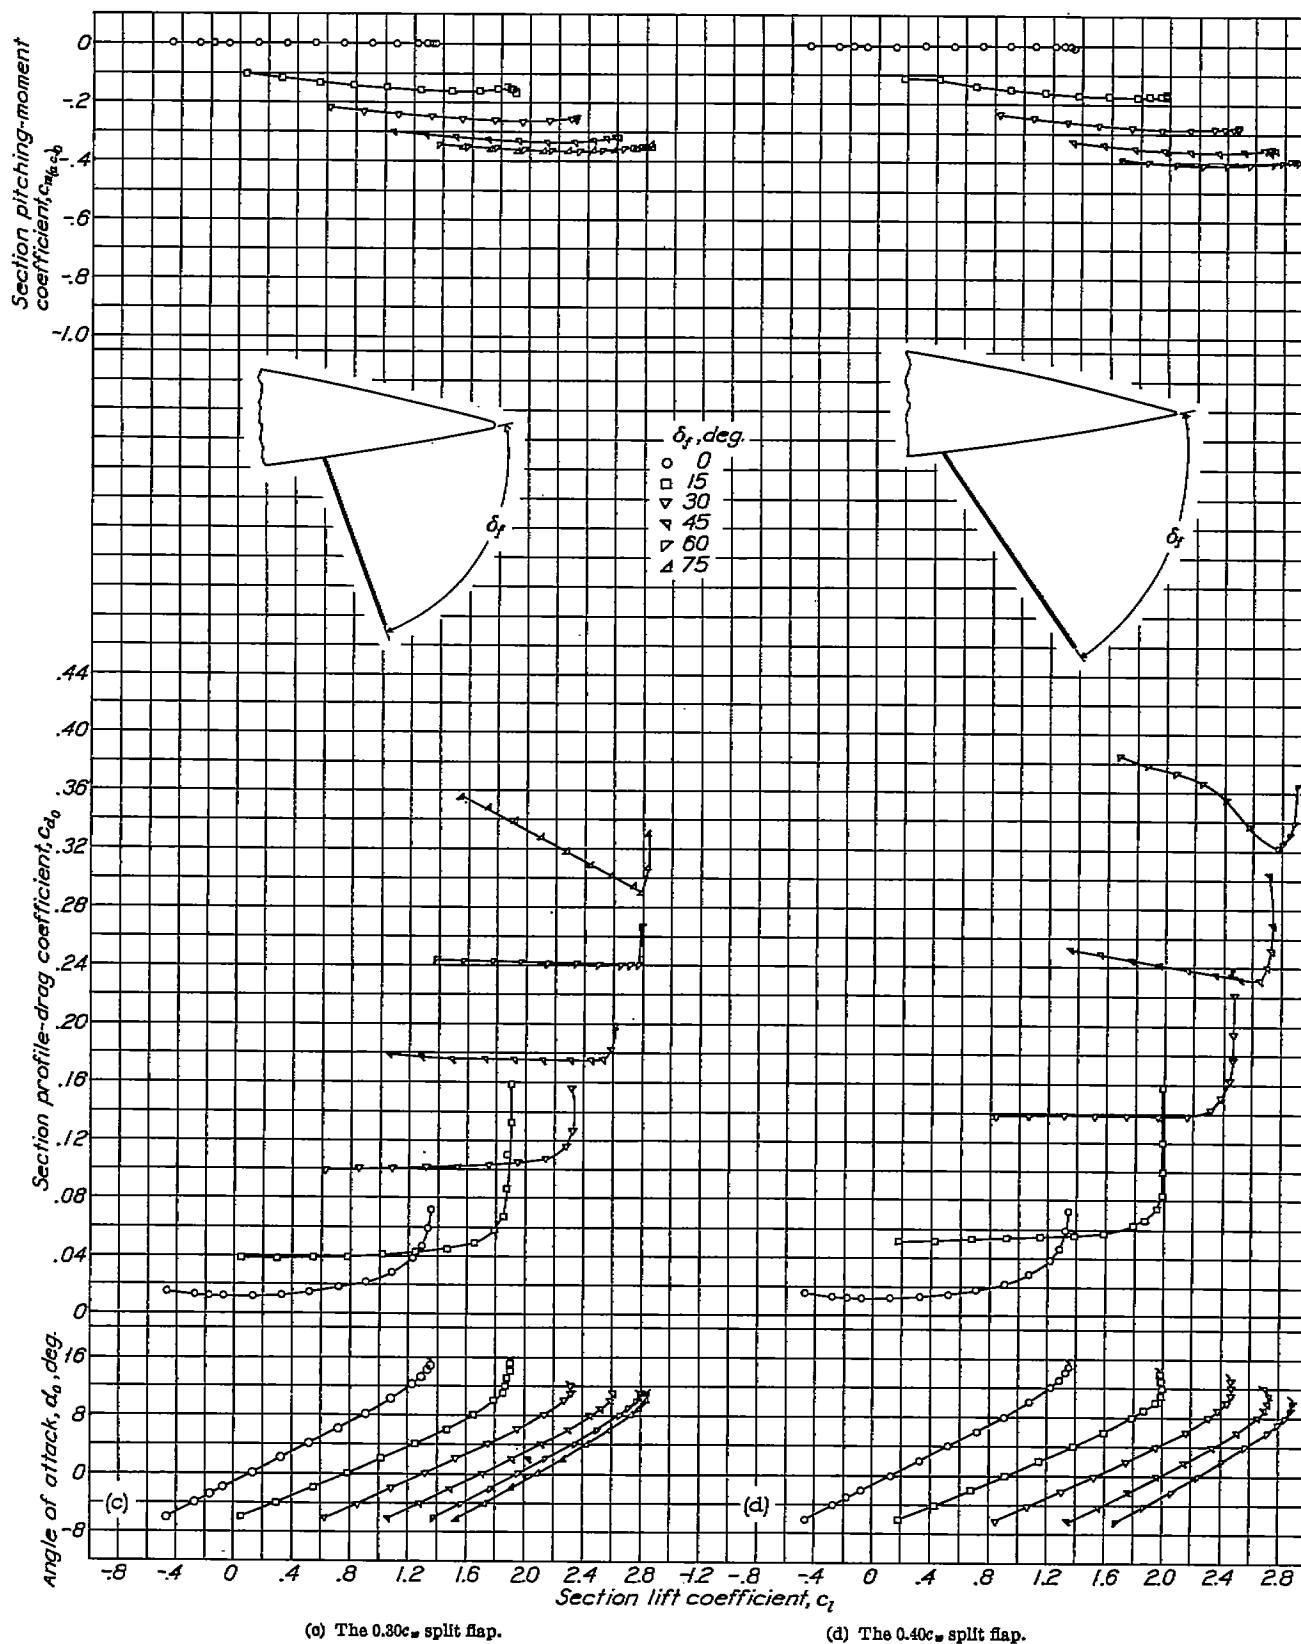 Section pitching-moment
coefficient, c_m(a.c.)0
0
-.2
-.4
-.6
-.8
-1.0
δf, deg.
○ 0
□ 15
▽ 30
45
60
75
δf
δf
Section profile-drag coefficient, c_d0
.44
.40
.36
.32
.28
.24
.20
.16
.12
.08
.04
0
Angle of attack, α0, deg.
16
8
0
-8
(c)
(d)
-.8 -.4 0 .4 .8 1.2 1.6 2.0 2.4 2.8 -1.2 -.8 -.4 0 .4 .8 1.2 1.6 2.0 2.4 2.8
Section lift coefficient, c_l
(c) The 0.30c_w split flap.
(d) The 0.40c_w split flap.